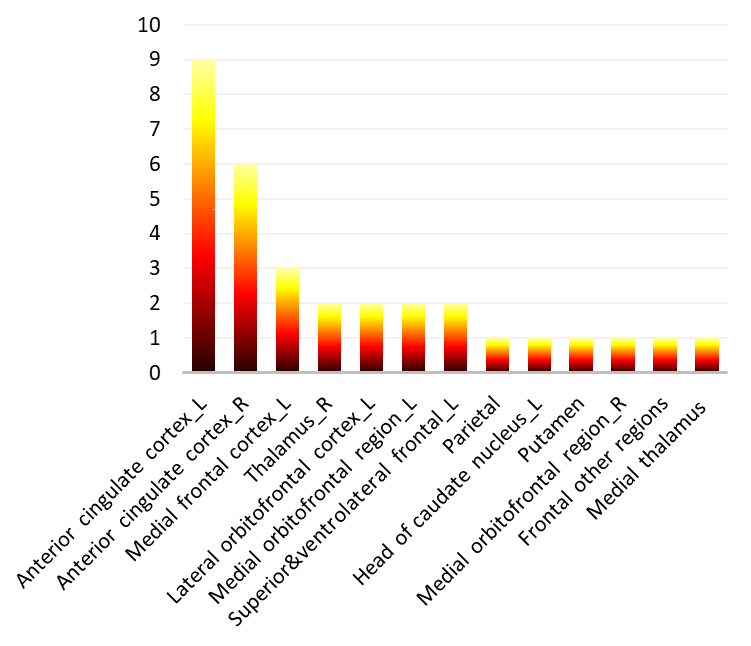 10
9
8
7
6
5
4
3
2
1
0
Anterior cingulate cortex_L
Anterior cingulate cortex_R
Medial frontal cortex_L
Thalamus_R
Lateral orbitofrontal cortex_L
Medial orbitofrontal region_L
Superior&ventrolateral frontal_L
Parietal
Head of caudate nucleus_L
Putamen
Medial orbitofrontal region_R
Frontal other regions
Medial thalamus